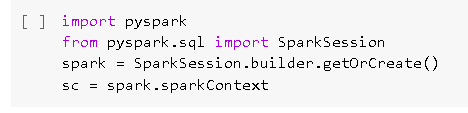 [ ] import pyspark
from pyspark.sql import SparkSession
spark = SparkSession.builder.getOrCreate()
sc = spark.sparkContext